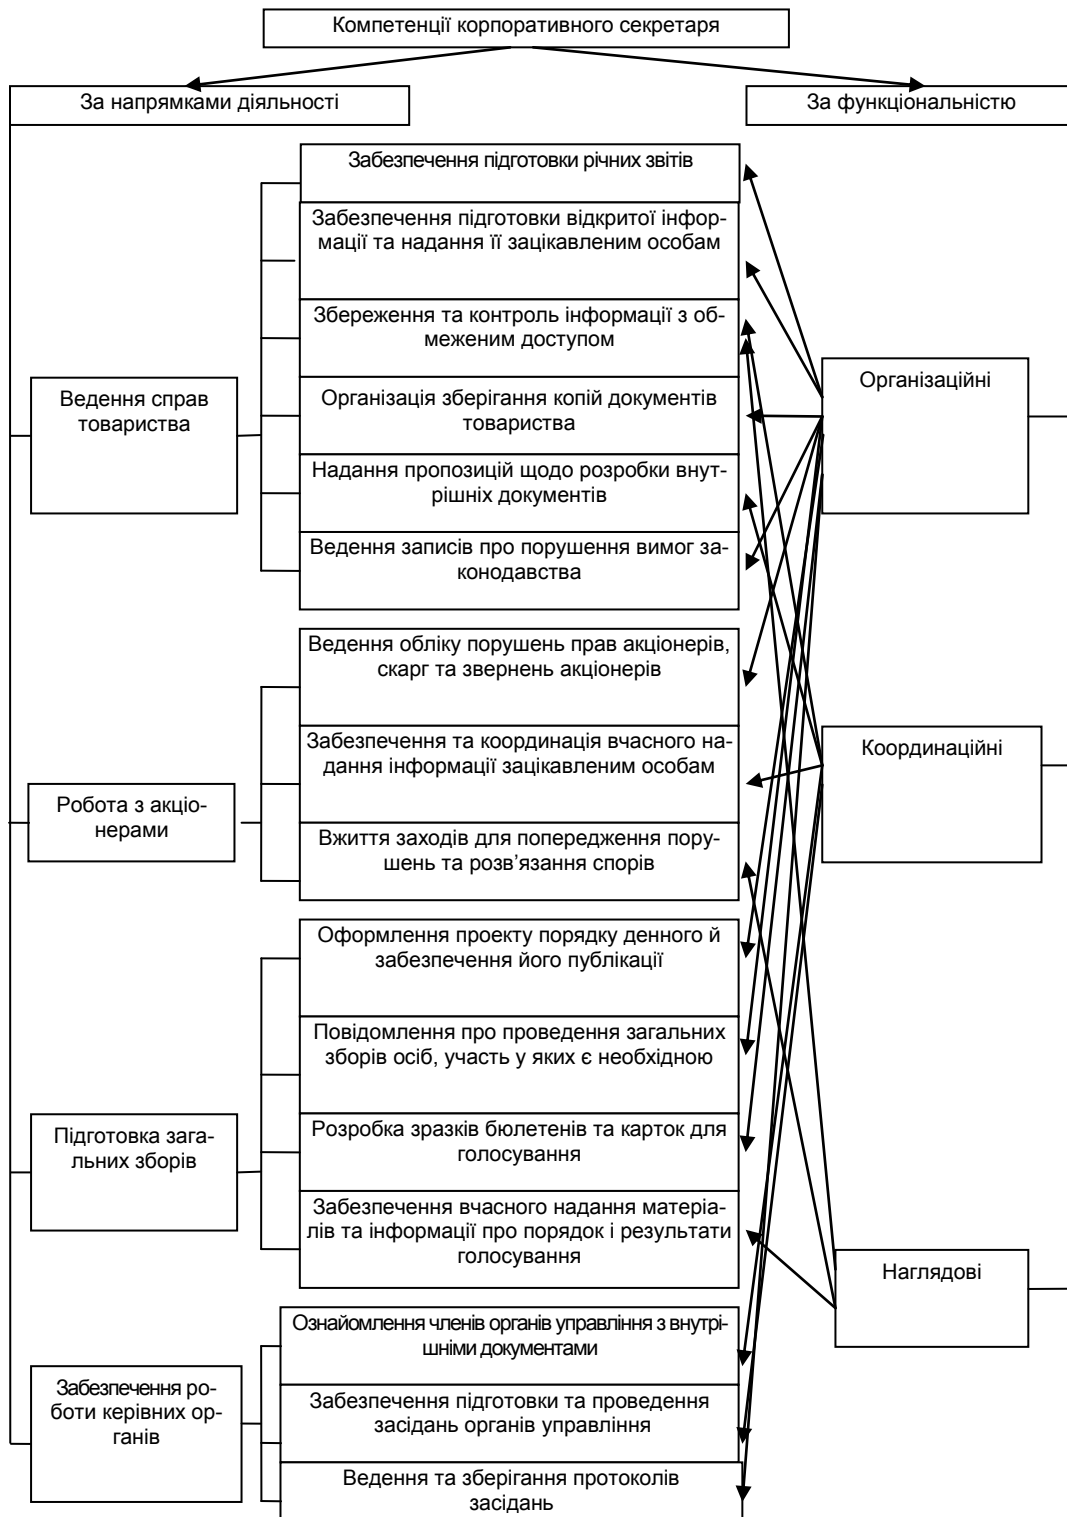 Компетенції корпоративного секретаря
За напрямками діяльності
За функціональністю
Забезпечення підготовки річних звітів
Забезпечення підготовки відкритої інфор-
мації та надання її зацікавленим особам
Збереження та контроль інформації з об-
меженим доступом
Організація зберігання копій документів
товариства
Надання пропозицій щодо розробки внут-
рішніх документів
Ведення записів про порушення вимог за-
конодавства
Ведення справ
товариства
Організаційні
Ведення обліку порушень прав акціонерів,
скарг та звернень акціонерів
Забезпечення та координація вчасного на-
дання інформації зацікавленим особам
Вжиття заходів для попередження пору-
шень та розв'язання спорів
Робота з акціо-
нерами
Координаційні
Оформлення проекту порядку денного й
забезпечення його публікації
Повідомлення про проведення загальних
зборів осіб, участь у яких є необхідною
Розробка зразків бюлетенів та карток для
голосування
Забезпечення вчасного надання матеріа-
лів та інформації про порядок і результати
голосування
Підготовка зага-
льних зборів
Наглядові
Ознайомлення членів органів управління з внутрі-
шніми документами
Забезпечення підготовки та проведення
засідань органів управління
Ведення та зберігання протоколів
засідань
Забезпечення ро-
боти керівних ор-
ганів